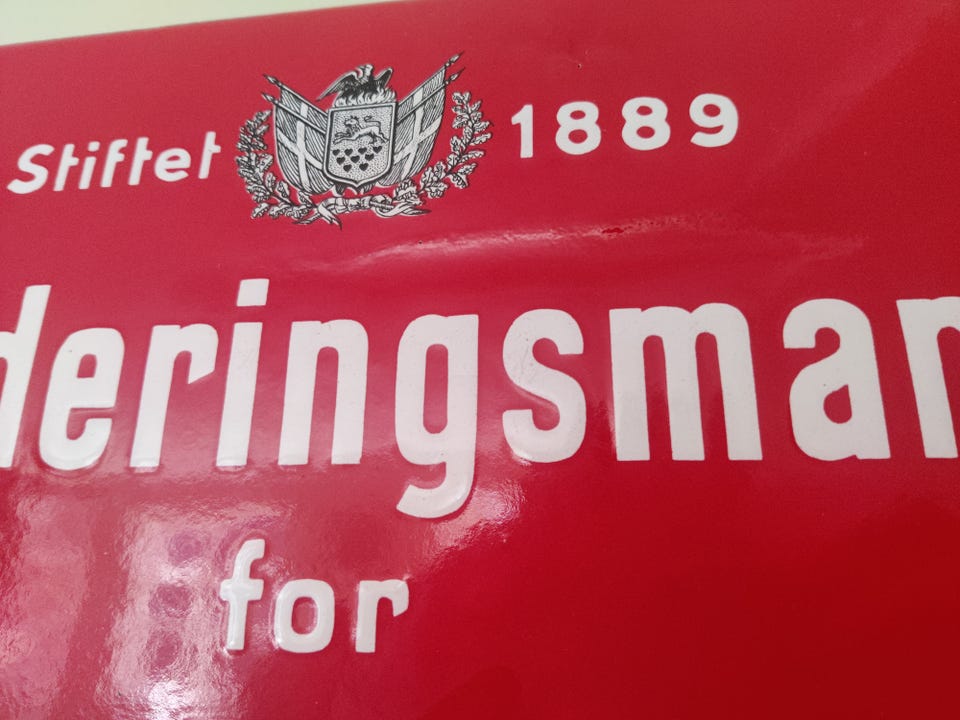 Stiftet 1889
deringsman
for